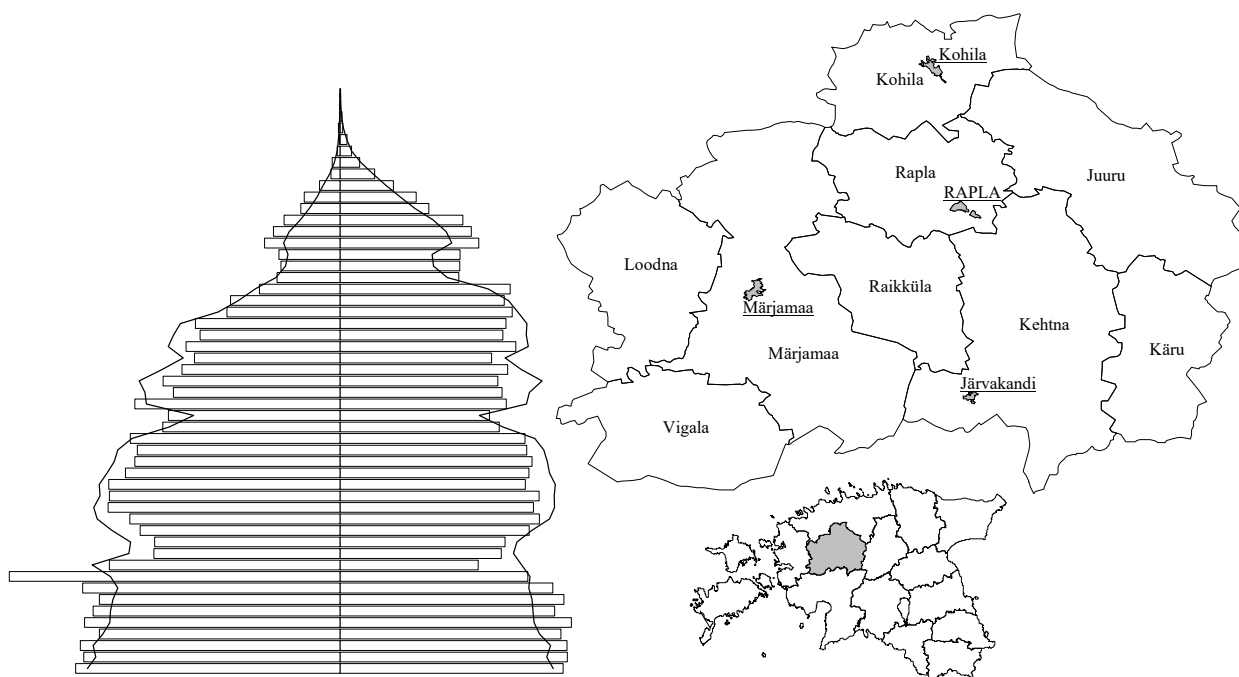 Kohila
Kohila
Rapla
RAPLA
Juuru
Loodna
Raikküla
Märjamaa
Kehtna
Märjamaa
Käru
Järvakandi
Vigala